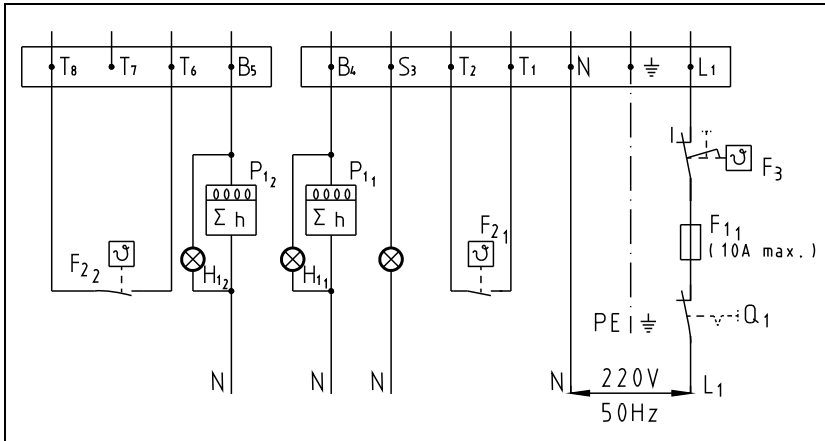 T8 T7 T6 B5 B4 S3 T2 T1 N L1
P12 P11
0000 0000
Σ h Σ h
F3
F22 H12 H11 F21 F11
(10A max.)
PE Q1
N N N N 220V L1
50Hz